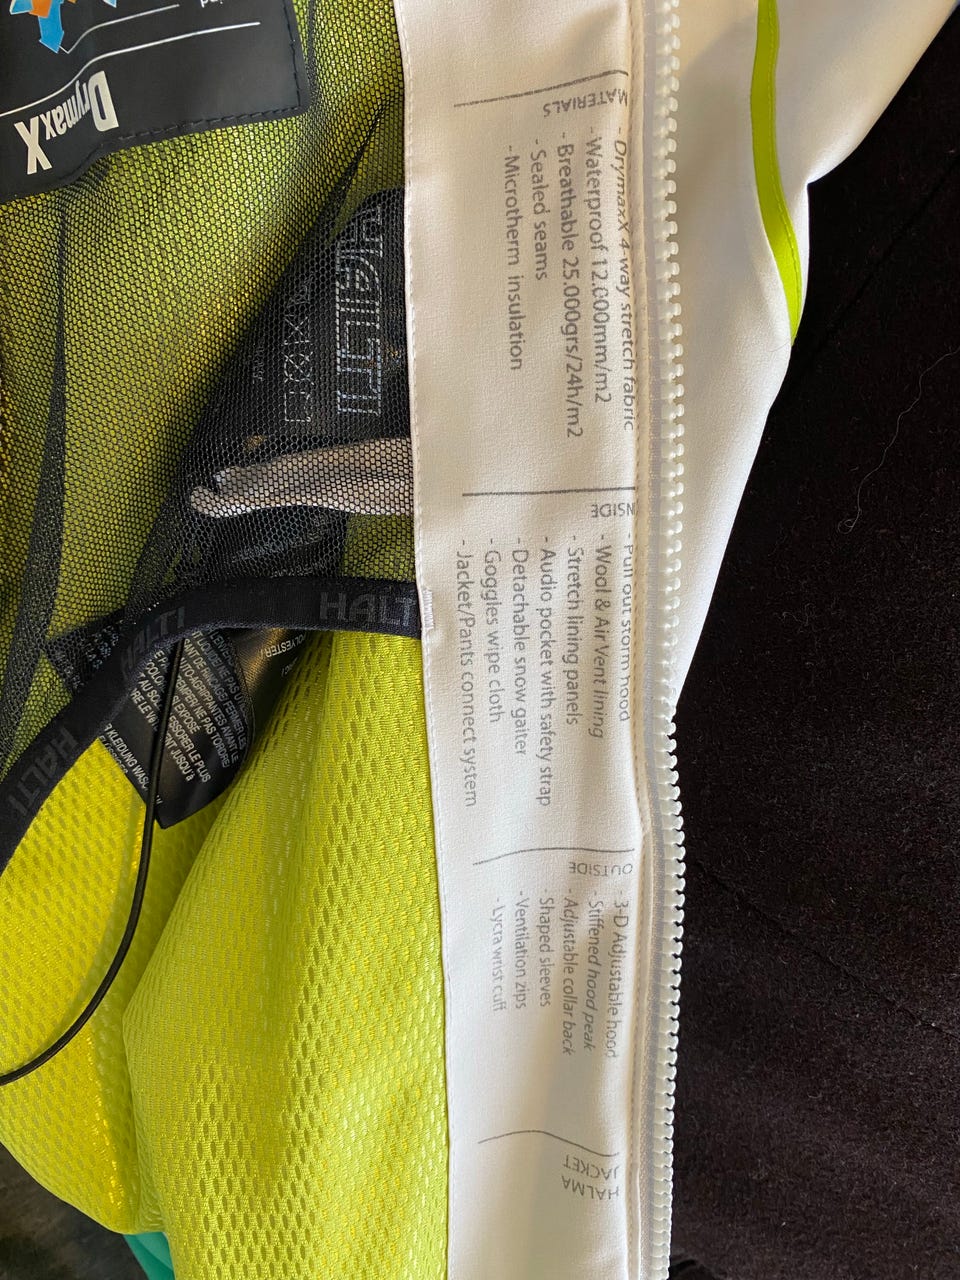 DrymaxX
MATERIALS
- DrymaxX 4-way stretch fabric
- Waterproof 12.000mm/m2
- Breathable 25.000grs/24h/m2
- Sealed seams
- Microtherm insulation
INSIDE
- Pull out storm hood
- Wool & Air Vent lining
- Stretch lining panels
- Audio pocket with safety strap
- Detachable snow gaiter
- Goggles wipe cloth
- Jacket/Pants connect system
OUTSIDE
- 3-D Adjustable hood
- Stiffened hood peak
- Adjustable collar back
- Shaped sleeves
- Ventilation zips
- Lycra wrist cuff
HALMA
JACKET
HALTI
HALTI
HALTI
HALTI